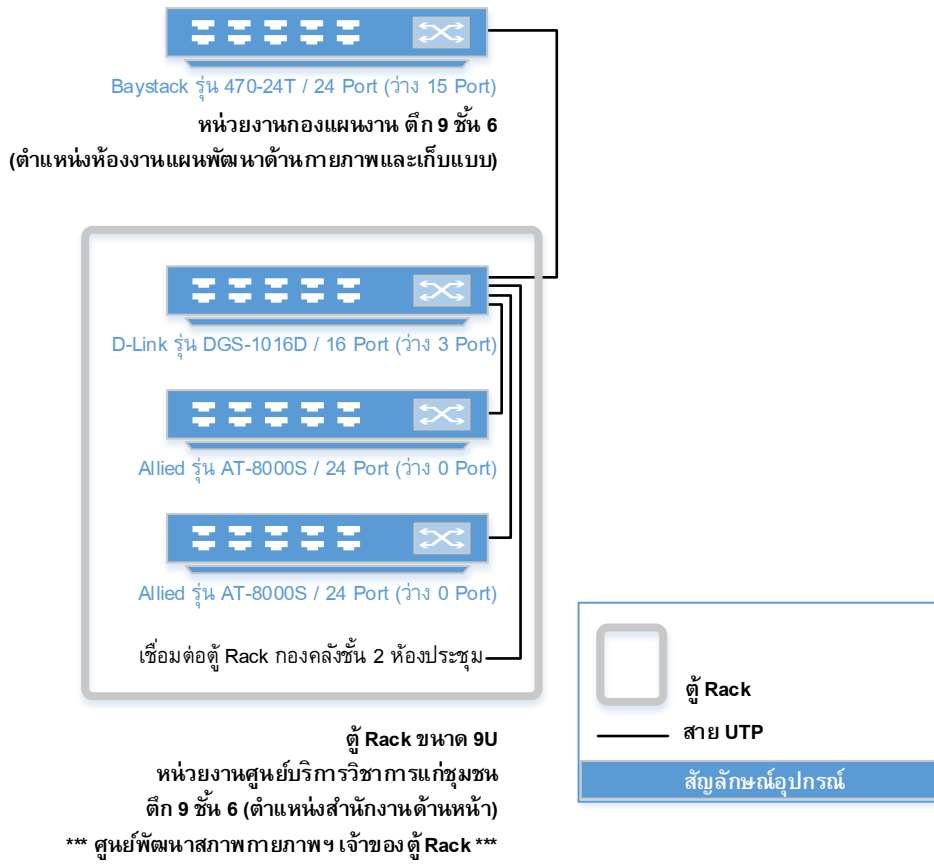 Baystack รุ่น 470-24T / 24 Port (ว่าง 15 Port)
หน่วยงานกองแผนงาน ตึก 9 ชั้น 6
(ตำแหน่งห้องงานแผนพัฒนาด้านกายภาพและเก็บแบบ)
D-Link รุ่น DGS-1016D / 16 Port (ว่าง 3 Port)
Allied รุ่น AT-8000S / 24 Port (ว่าง 0 Port)
Allied รุ่น AT-8000S / 24 Port (ว่าง 0 Port)
เชื่อมต่อตู้ Rack กองคลังชั้น 2 ห้องประชุม
ตู้ Rack ขนาด 9U
หน่วยงานศูนย์บริการวิชาการแก่ชุมชน
ตึก 9 ชั้น 6 (ตำแหน่งสำนักงานด้านหน้า)
*** ศูนย์พัฒนาสภาพกายภาพฯ เจ้าของตู้ Rack ***
ตู้ Rack
สาย UTP
สัญลักษณ์อุปกรณ์